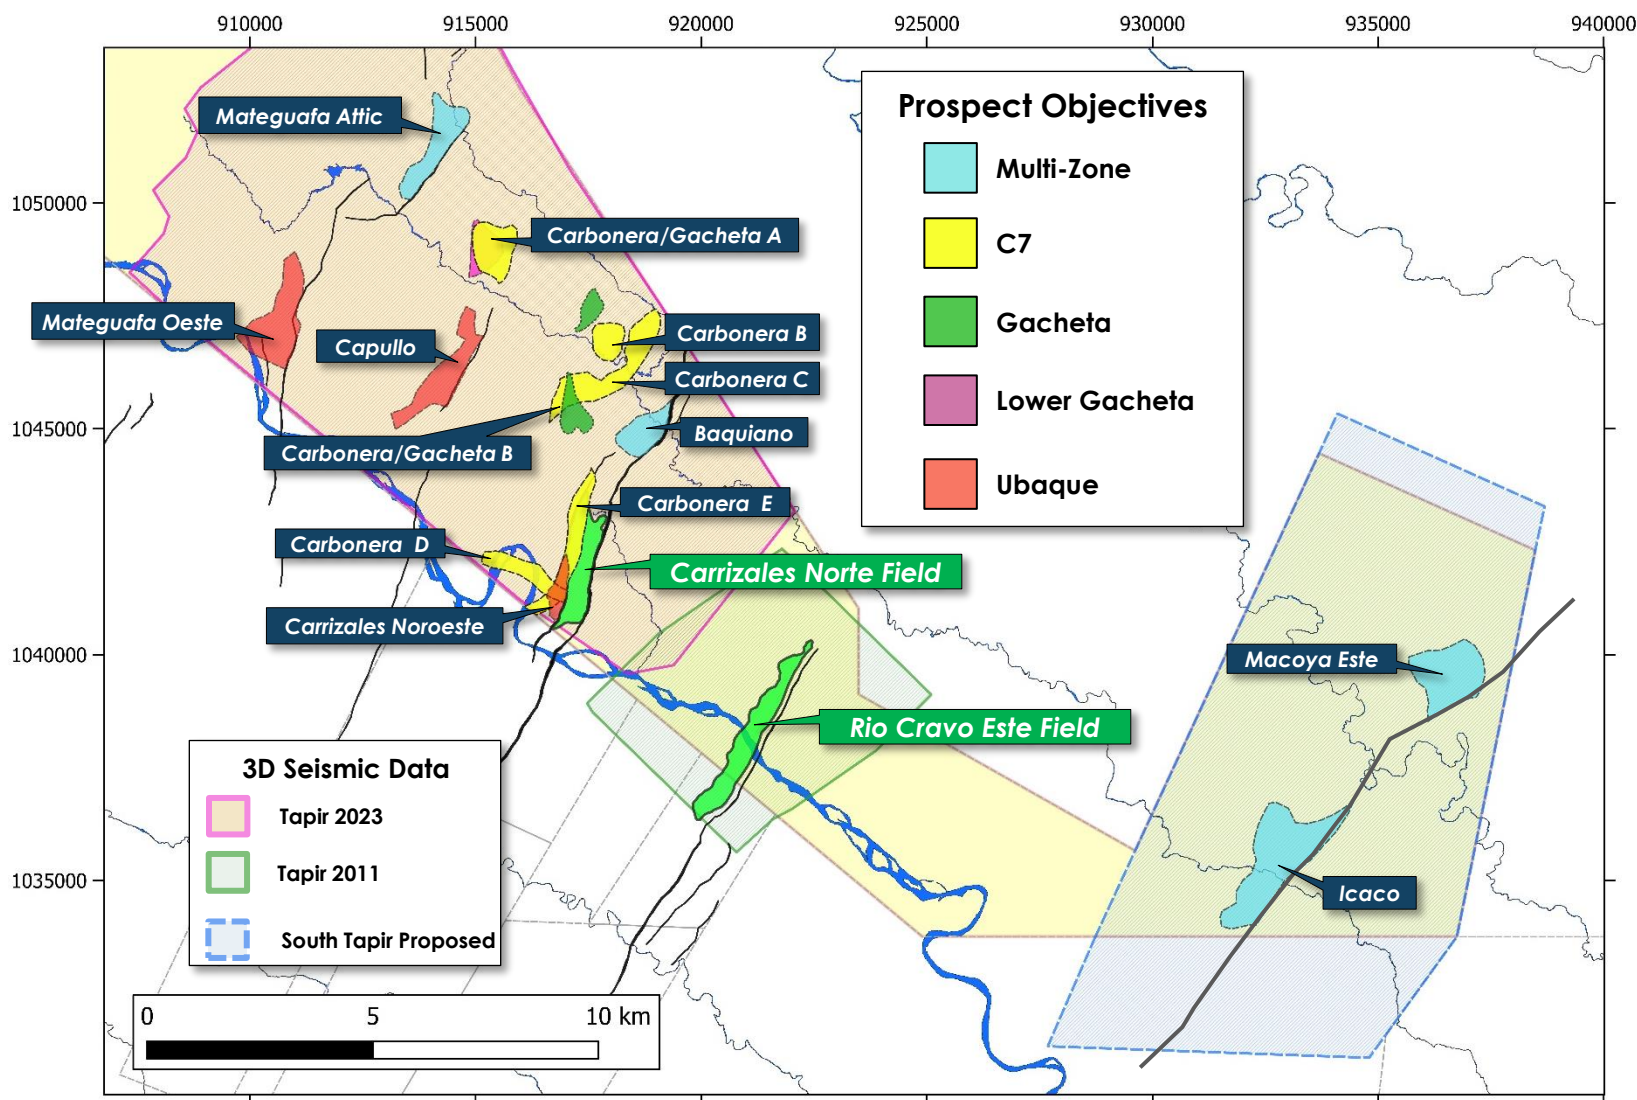 910000
915000
920000
925000
930000
935000
940000
1050000
1045000
1040000
1035000
Prospect Objectives
Multi-Zone
C7
Gacheta
Lower Gacheta
Ubaque
Mateguafa Attic
Carbonera/Gacheta A
Mateguafa Oeste
Capullo
Carbonera B
Carbonera C
Baquiano
Carbonera/Gacheta B
Carbonera E
Carbonera D
Carrizales Norte Field
Carrizales Noroeste
Macoya Este
Rio Cravo Este Field
Icaco
3D Seismic Data
Tapir 2023
Tapir 2011
South Tapir Proposed
0
5
10 km